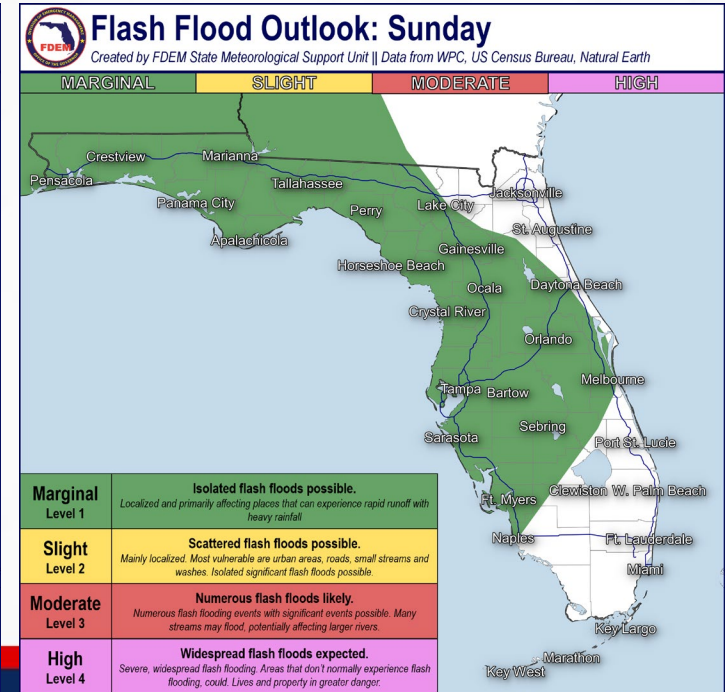 Flash Flood Outlook: Sunday
Created by FDEM State Meteorological Support Unit || Data from WPC, US Census Bureau, Natural Earth
FDEM
MARGINAL
SLIGHT
MODERATE
HIGH
Crestview
Marianna
Pensacola
Tallahassee
Panama City
Perry
Lake City
Jacksonville
St. Augustine
Apalachicola
Gainesville
Horseshoe Beach
Ocala
Daytona Beach
Crystal River
Orlando
Tampa
Bartow
Melbourne
Sebring
Sarasota
Port St. Lucie
Ft. Myers
Clewiston
W. Palm Beach
Naples
Ft. Lauderdale
Miami
Key Largo
Marathon
Key West
Marginal
Level 1
Isolated flash floods possible.
Localized and primarily affecting places that can experience rapid runoff with
heavy rainfall
Slight
Level 2
Scattered flash floods possible.
Mainly localized. Most vulnerable are urban areas, roads, small streams and
washes. Isolated significant flash floods possible.
Moderate
Level 3
Numerous flash floods likely.
Numerous flash flooding events with significant events possible. Many
streams may flood, potentially affecting larger rivers.
High
Level 4
Widespread flash floods expected.
Severe, widespread flash flooding. Areas that don't normally experience flash
flooding, could. Lives and property in greater danger.